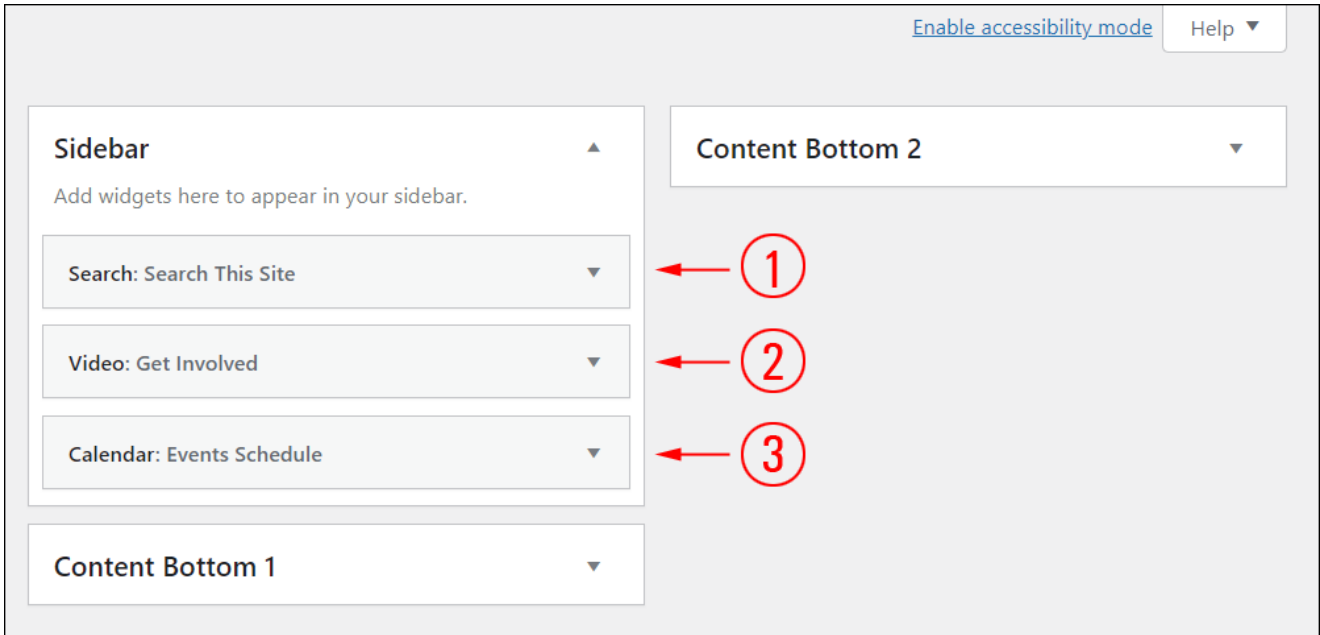 Enable accessibility mode
Help
Sidebar
Add widgets here to appear in your sidebar.
Search: Search This Site
1
Video: Get Involved
2
Calendar: Events Schedule
3
Content Bottom 1
Content Bottom 2